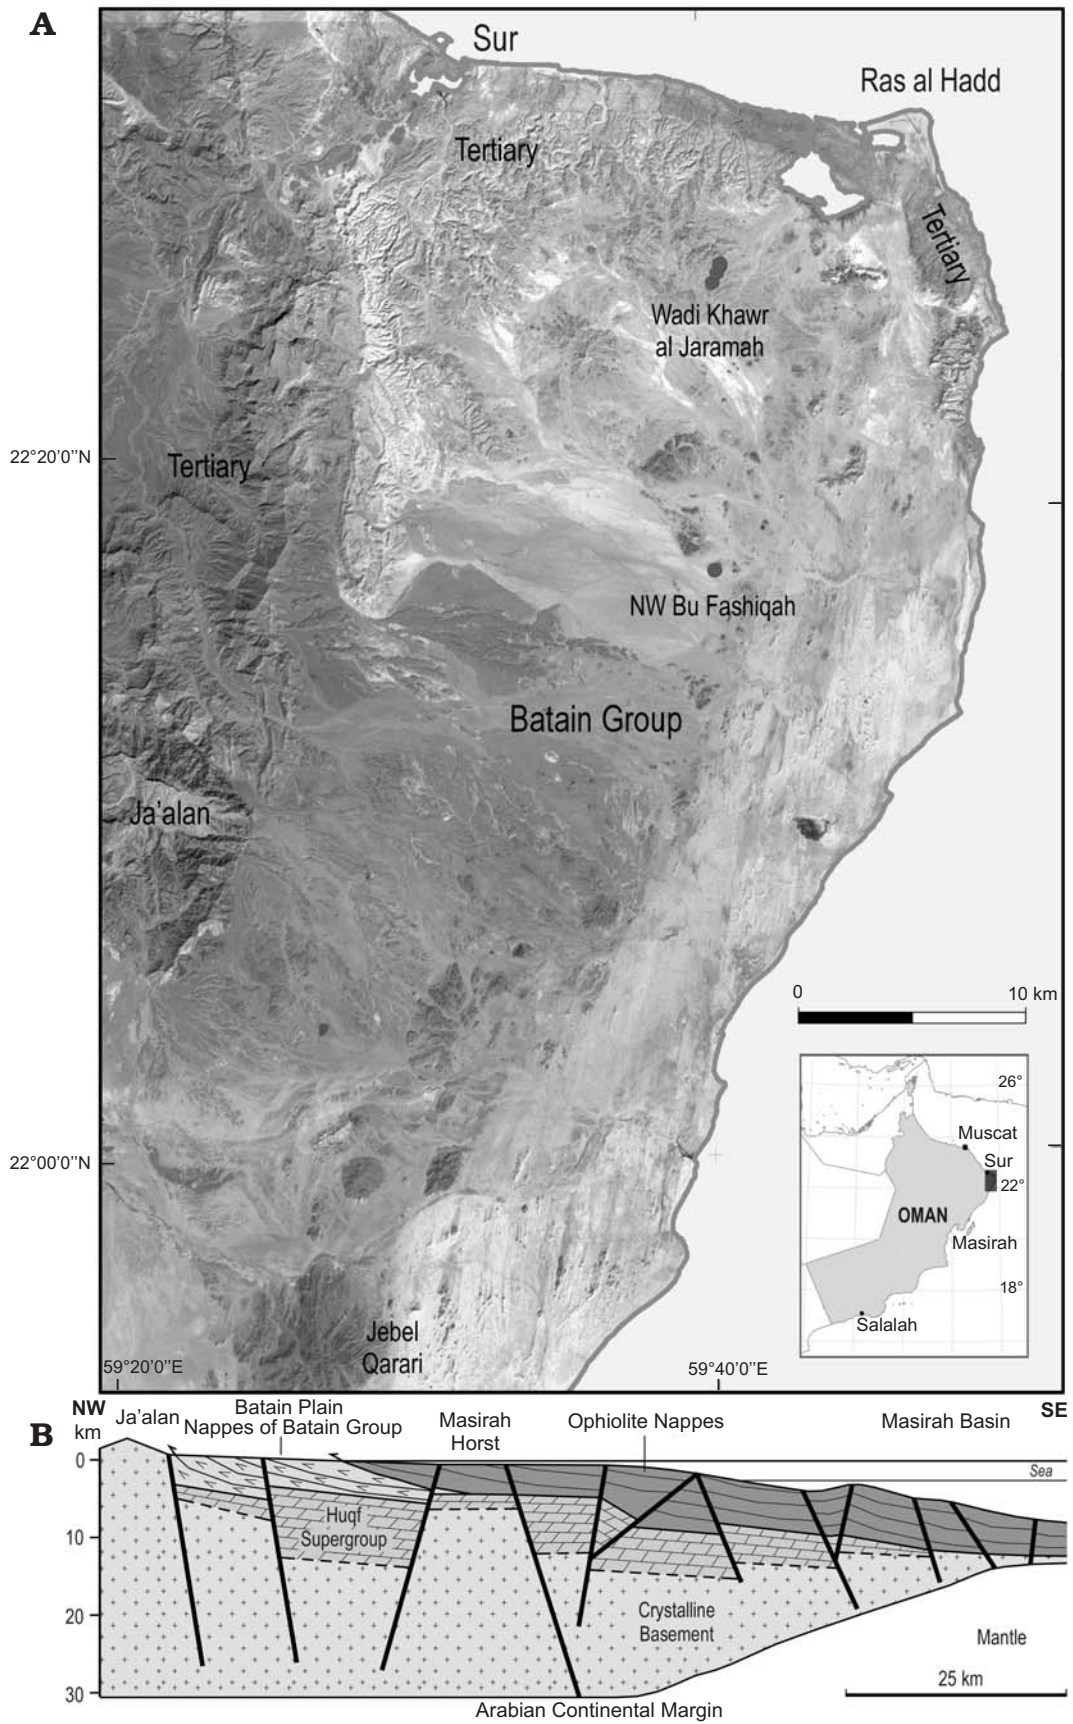 A
Sur
Ras al Hadd
Tertiary
Tertiary
Wadi Khawr
al Jaramah
22°20'0''N
Tertiary
NW Bu Fashiqah
Batain Group
Ja'alan
0
10 km
22°00'0''N
26°
Muscat
Sur
22°
OMAN
Masirah
18°
Salalah
Jebel
Qarari
59°20'0''E
59°40'0''E
B
NW
km
Ja'alan
Batain Plain
Nappes of Batain Group
Masirah
Horst
Ophiolite Nappes
Masirah Basin
SE
0
Sea
Huqf
Supergroup
10
Crystalline
Basement
20
Mantle
25 km
30
Arabian Continental Margin